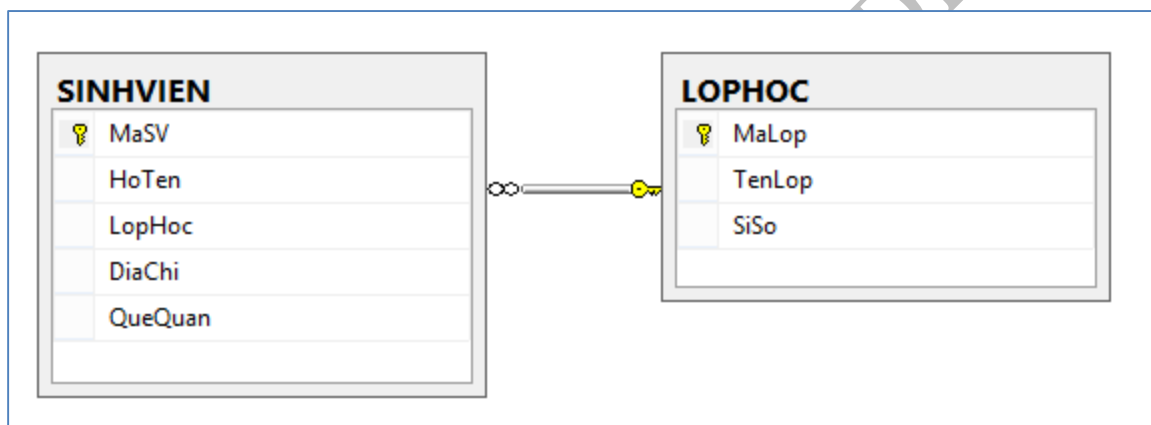 SINHVIEN
MaSV
HoTen
LopHoc
DiaChi
QueQuan
LOPHOC
MaLop
TenLop
SiSo